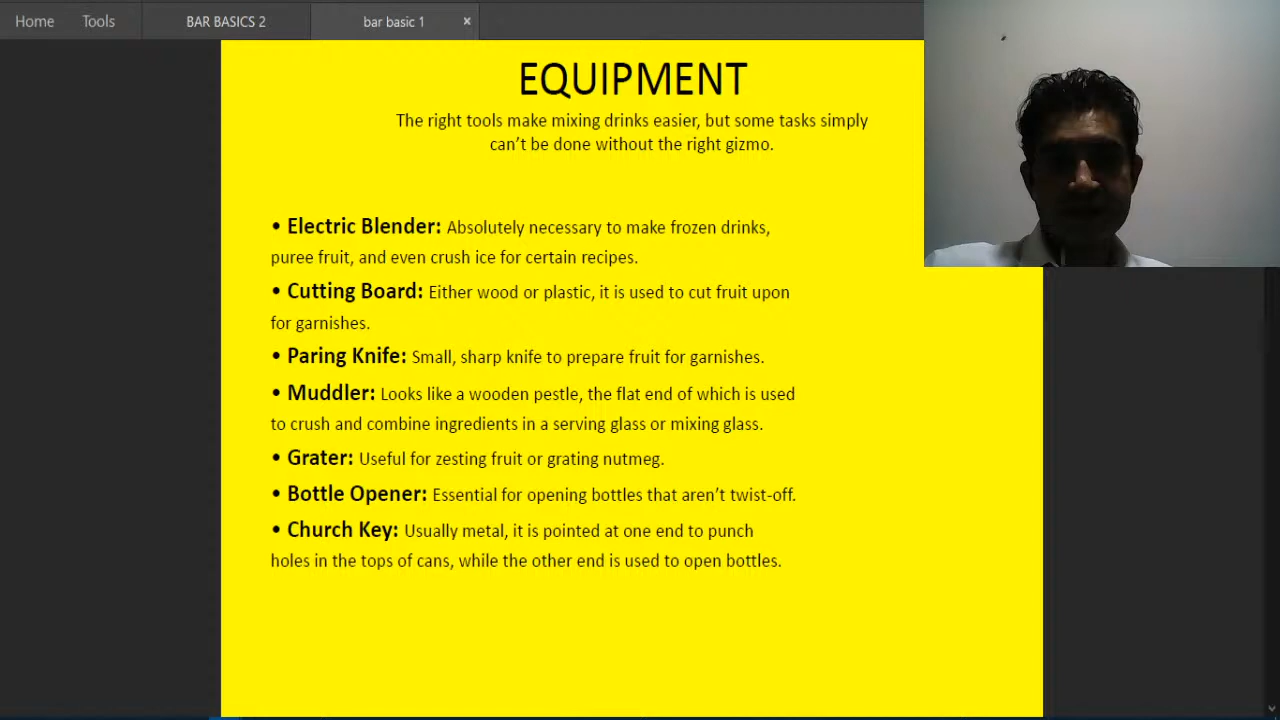 Home Tools BAR BASICS 2 bar basic 1 ×
EQUIPMENT
The right tools make mixing drinks easier, but some tasks simply
can’t be done without the right gizmo.
• Electric Blender: Absolutely necessary to make frozen drinks,
puree fruit, and even crush ice for certain recipes.
• Cutting Board: Either wood or plastic, it is used to cut fruit upon
for garnishes.
• Paring Knife: Small, sharp knife to prepare fruit for garnishes.
• Muddler: Looks like a wooden pestle, the flat end of which is used
to crush and combine ingredients in a serving glass or mixing glass.
• Grater: Useful for zesting fruit or grating nutmeg.
• Bottle Opener: Essential for opening bottles that aren’t twist-off.
• Church Key: Usually metal, it is pointed at one end to punch
holes in the tops of cans, while the other end is used to open bottles.